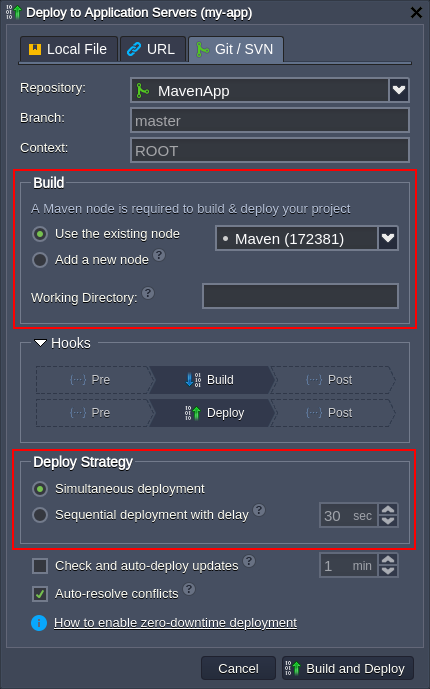 Deploy to Application Servers (my-app)
Local File URL Git / SVN
Repository: MavenApp
Branch: master
Context: ROOT
Build
A Maven node is required to build & deploy your project
Use the existing node Maven (172381)
Add a new node ?
Working Directory: ?
Hooks
Pre Build Post
Pre Deploy Post
Deploy Strategy
Simultaneous deployment
Sequential deployment with delay ? 30 sec
Check and auto-deploy updates ? 1 min
Auto-resolve conflicts ?
How to enable zero-downtime deployment
Cancel Build and Deploy